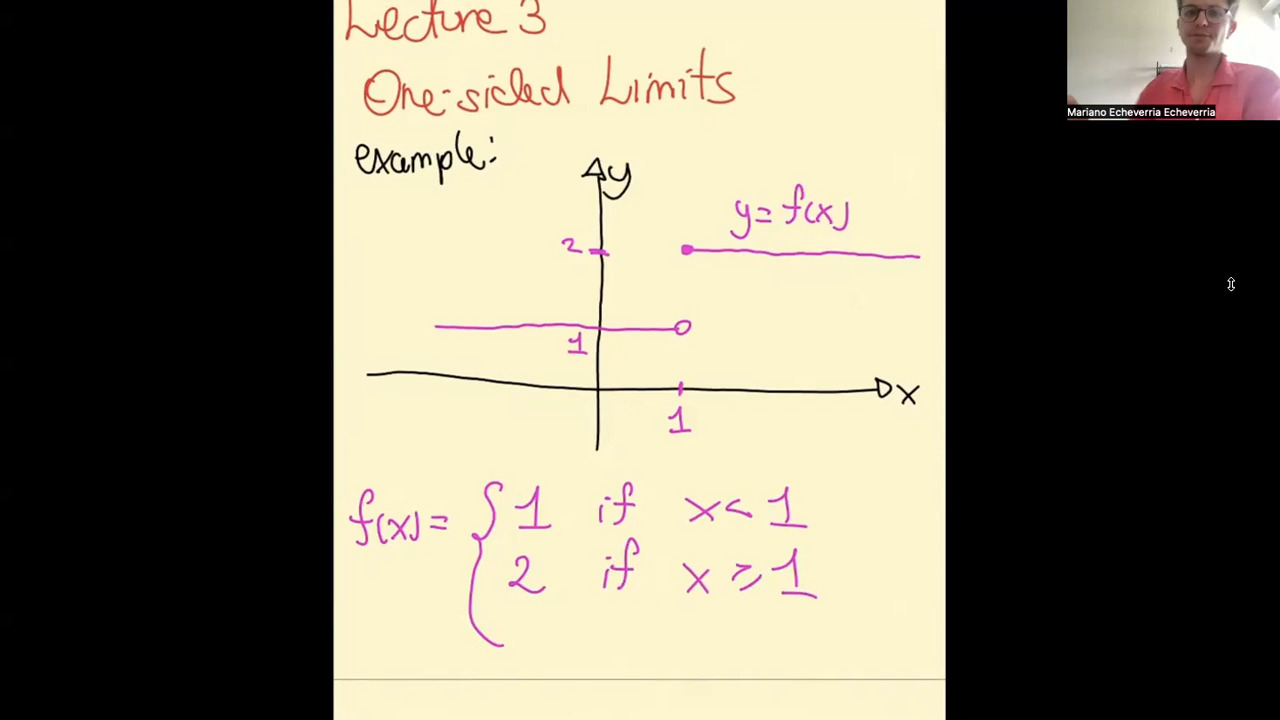 Lecture 3
One-sided Limits
example:
y
y = f(x)
2
1
x
1
f(x) = { 1 if x < 1
2 if x ≥ 1
Mariano Echeverria Echeverria